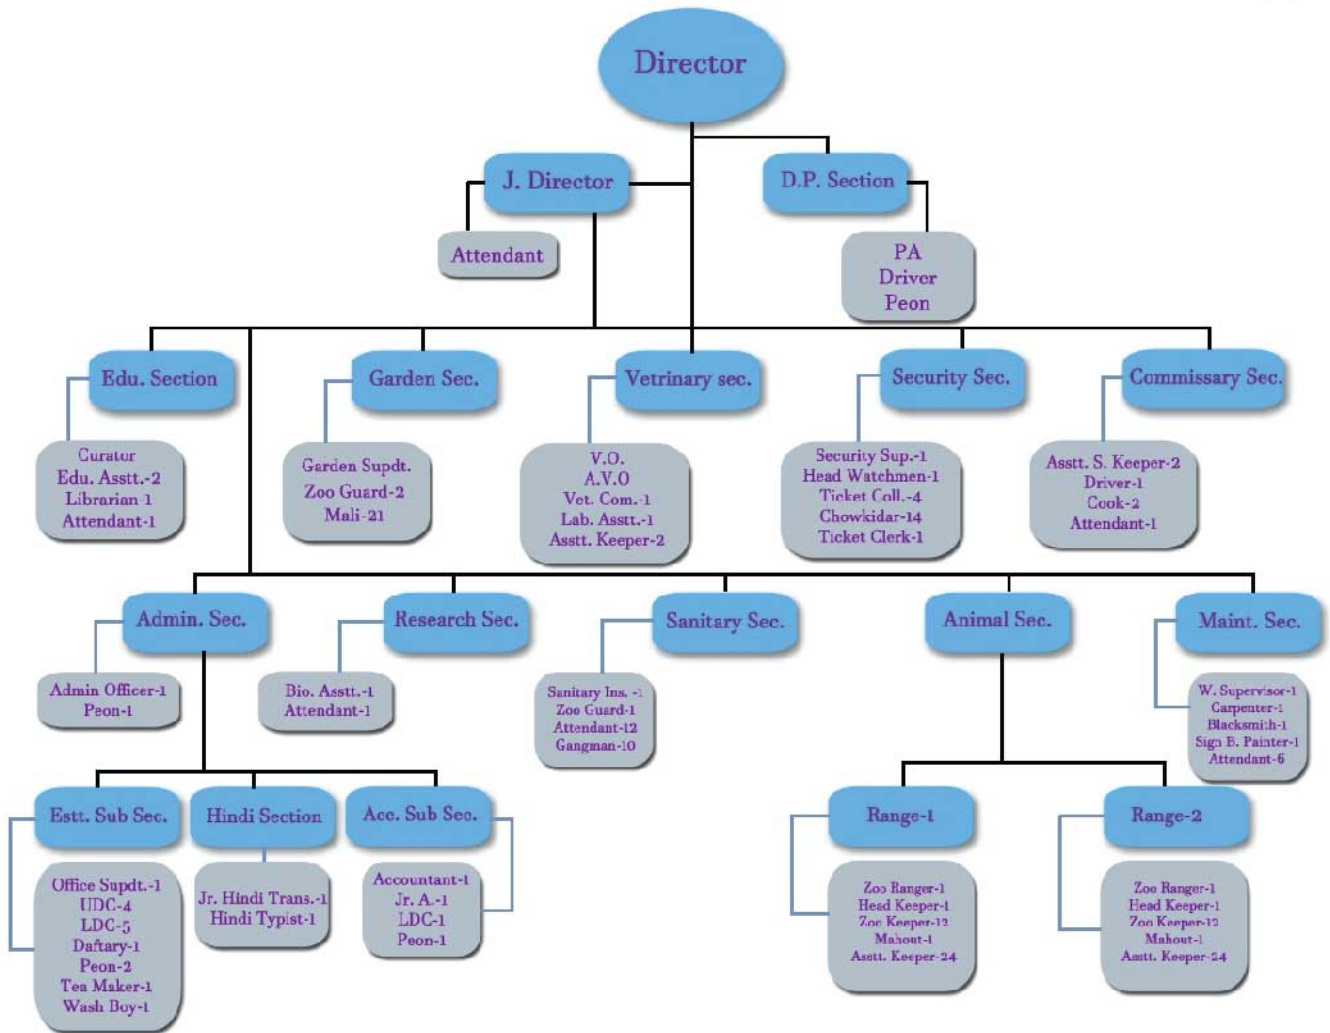 Director
J. Director
D.P. Section
Attendant
PA
Driver
Peon
Edu. Section
Garden Sec.
Vetrinary sec.
Security Sec.
Commissary Sec.
Curator
Edu. Asstt.-2
Librarian-1
Attendant-1
Garden Supdt.
Zoo Guard-2
Mali-21
V.O.
A.V.O
Vet. Com.-1
Lab. Asstt.-1
Asstt. Keeper-2
Security Sup.-1
Head Watchmen-1
Ticket Coll.-4
Chowkidar-14
Ticket Clerk-1
Asstt. S. Keeper-2
Driver-1
Cook-2
Attendant-1
Admin. Sec.
Research Sec.
Sanitary Sec.
Animal Sec.
Maint. Sec.
Admin Officer-1
Peon-1
Bio. Asstt.-1
Attendant-1
Sanitary Ins. -1
Zoo Guard-1
Attendant-12
Gangman-10
W. Supervisor-1
Carpenter-1
Blacksmith-1
Sign B. Painter-1
Attendant-6
Estt. Sub Sec.
Hindi Section
Acc. Sub Sec.
Range-1
Range-2
Office Supdt.-1
UDC-4
LDC-5
Daftary-1
Peon-2
Tea Maker-1
Wash Boy-1
Jr. Hindi Trans.-1
Hindi Typist-1
Accountant-1
Jr. A.-1
LDC-1
Peon-1
Zoo Ranger-1
Head Keeper-1
Zoo Keeper-12
Mahout-1
Asstt. Keeper-24
Zoo Ranger-1
Head Keeper-1
Zoo Keeper-12
Mahout-1
Asstt. Keeper-24